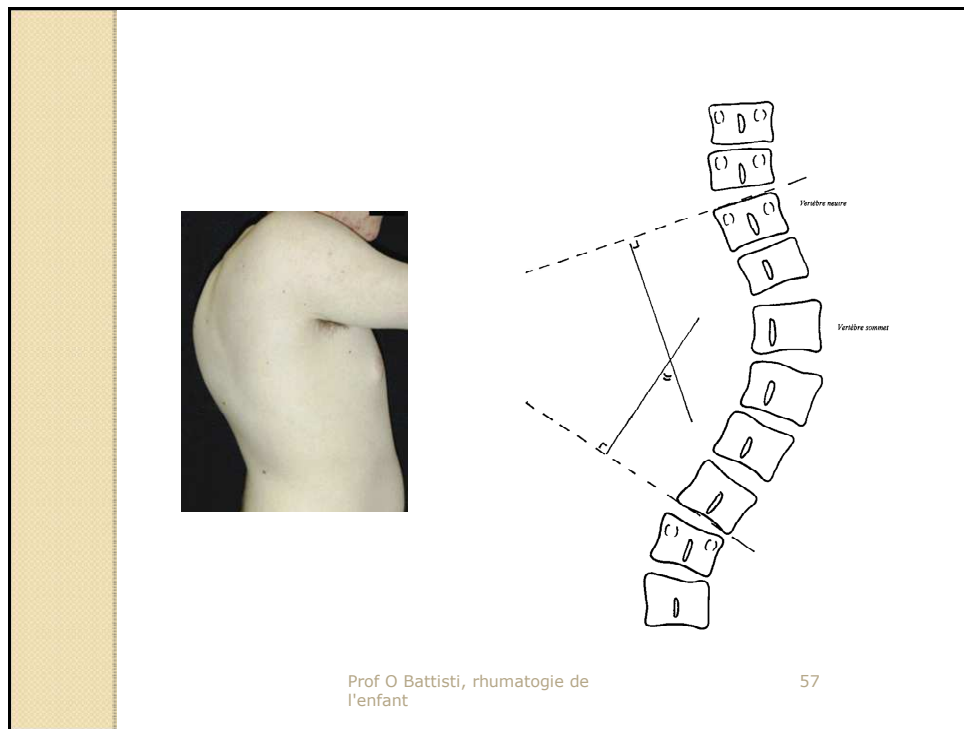 Vertèbre neutre
Vertèbre sommet
Prof O Battisti, rhumatogie de
l'enfant
57